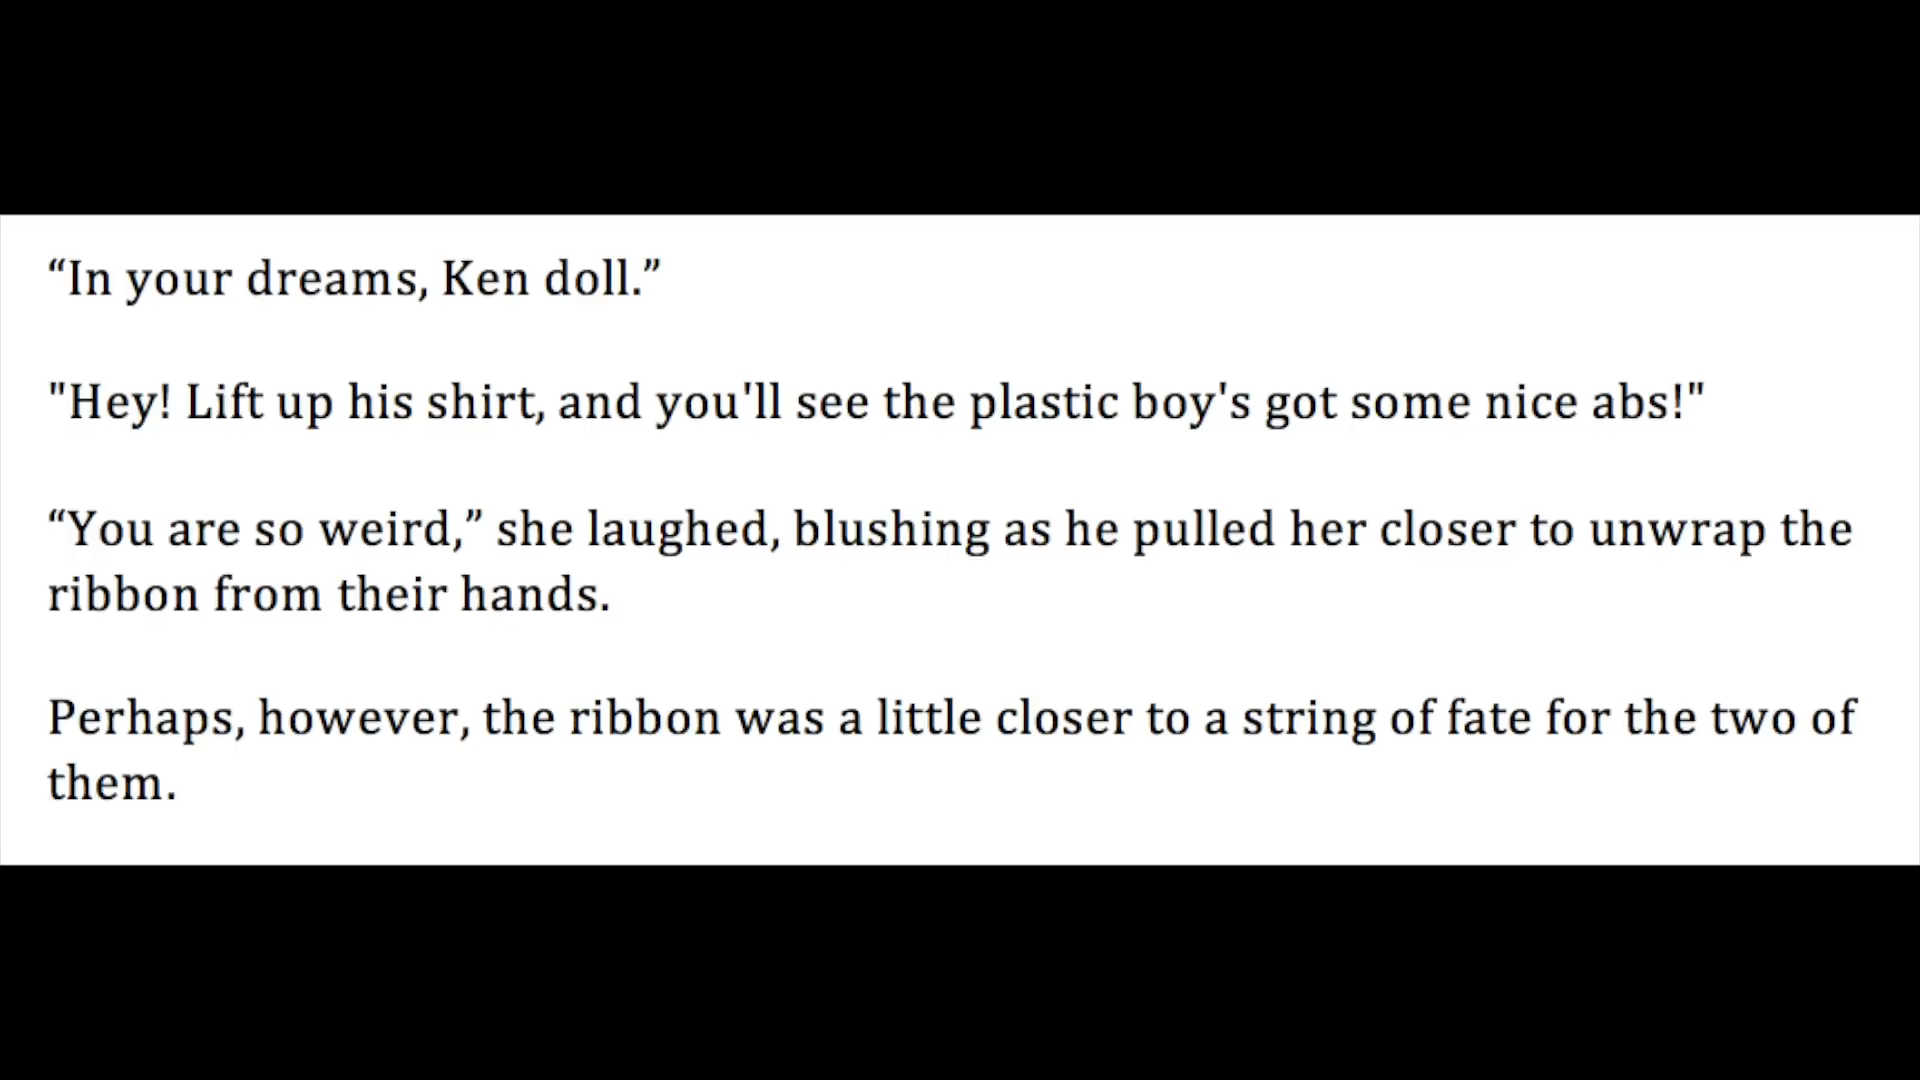 “In your dreams, Ken doll.”
"Hey! Lift up his shirt, and you'll see the plastic boy's got some nice abs!"
“You are so weird,” she laughed, blushing as he pulled her closer to unwrap the
ribbon from their hands.
Perhaps, however, the ribbon was a little closer to a string of fate for the two of
them.